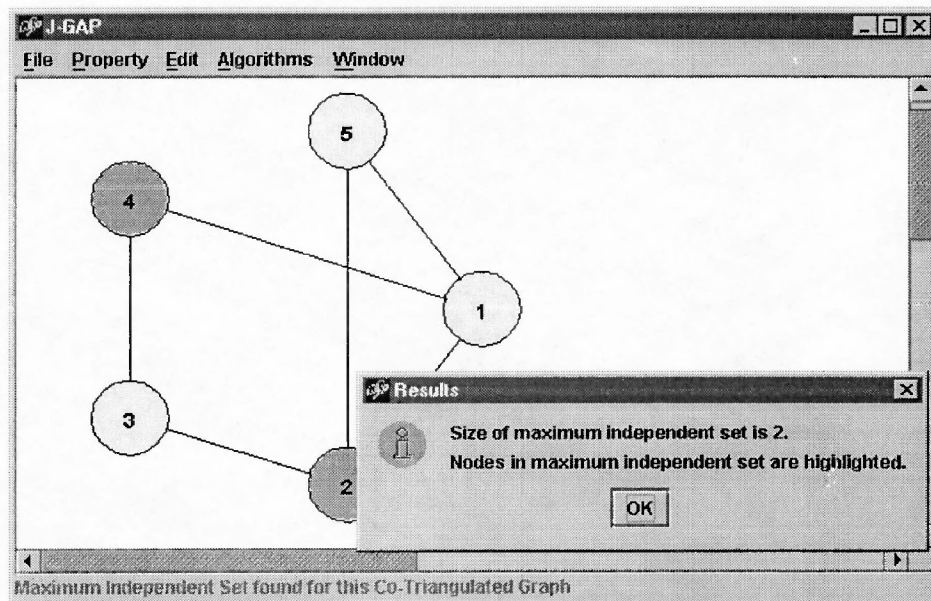 J-GAP
File Property Edit Algorithms Window
5
4
1
3
2
Results
Size of maximum independent set is 2.
Nodes in maximum independent set are highlighted.
OK
Maximum Independent Set found for this Co-Triangulated Graph